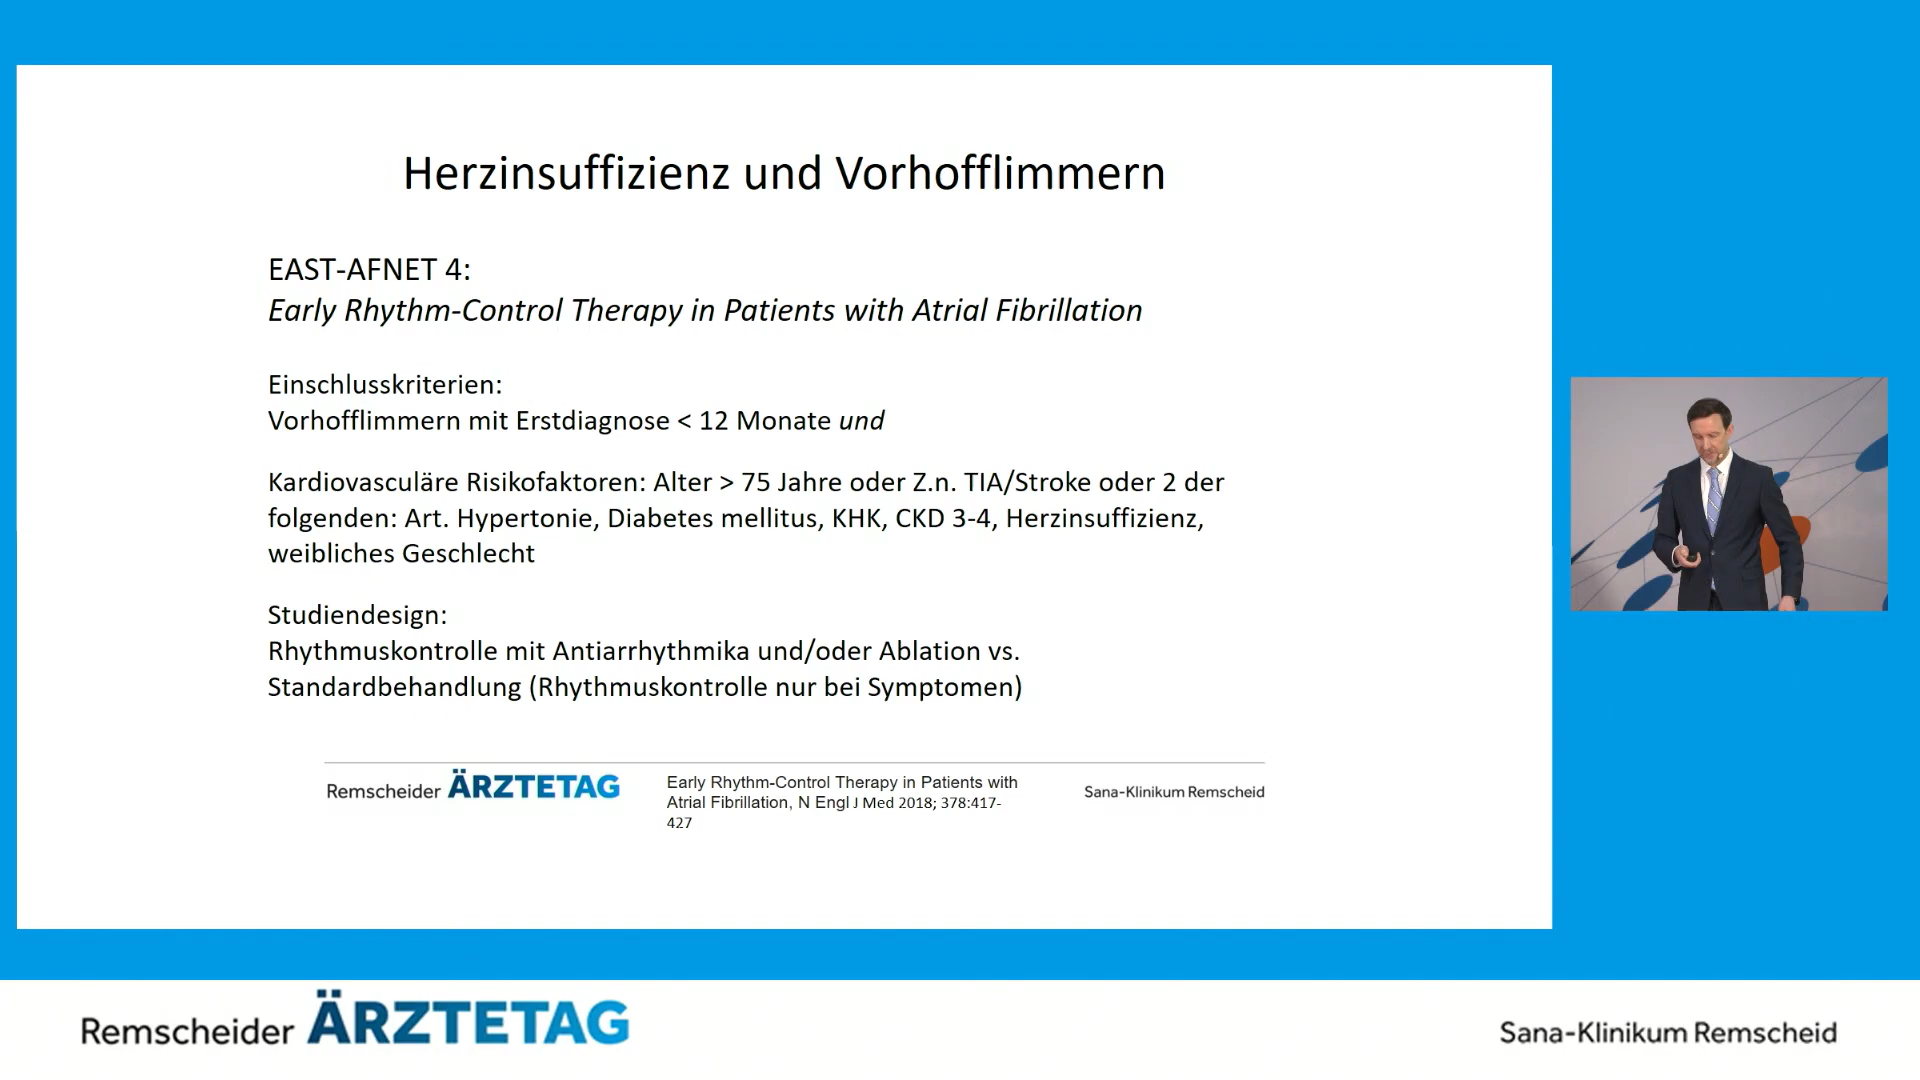 Herzinsuffizienz und Vorhofflimmern
EAST-AFNET 4:
Early Rhythm-Control Therapy in Patients with Atrial Fibrillation
Einschlusskriterien:
Vorhofflimmern mit Erstdiagnose < 12 Monate und
Kardiovasculäre Risikofaktoren: Alter > 75 Jahre oder Z.n. TIA/Stroke oder 2 der
folgenden: Art. Hypertonie, Diabetes mellitus, KHK, CKD 3-4, Herzinsuffizienz,
weibliches Geschlecht
Studiendesign:
Rhythmuskontrolle mit Antiarrhythmika und/oder Ablation vs.
Standardbehandlung (Rhythmuskontrolle nur bei Symptomen)
Remscheider ÄRZTETAG
Early Rhythm-Control Therapy in Patients with
Atrial Fibrillation, N Engl J Med 2018; 378:417-
427
Sana-Klinikum Remscheid
Remscheider ÄRZTETAG
Sana-Klinikum Remscheid